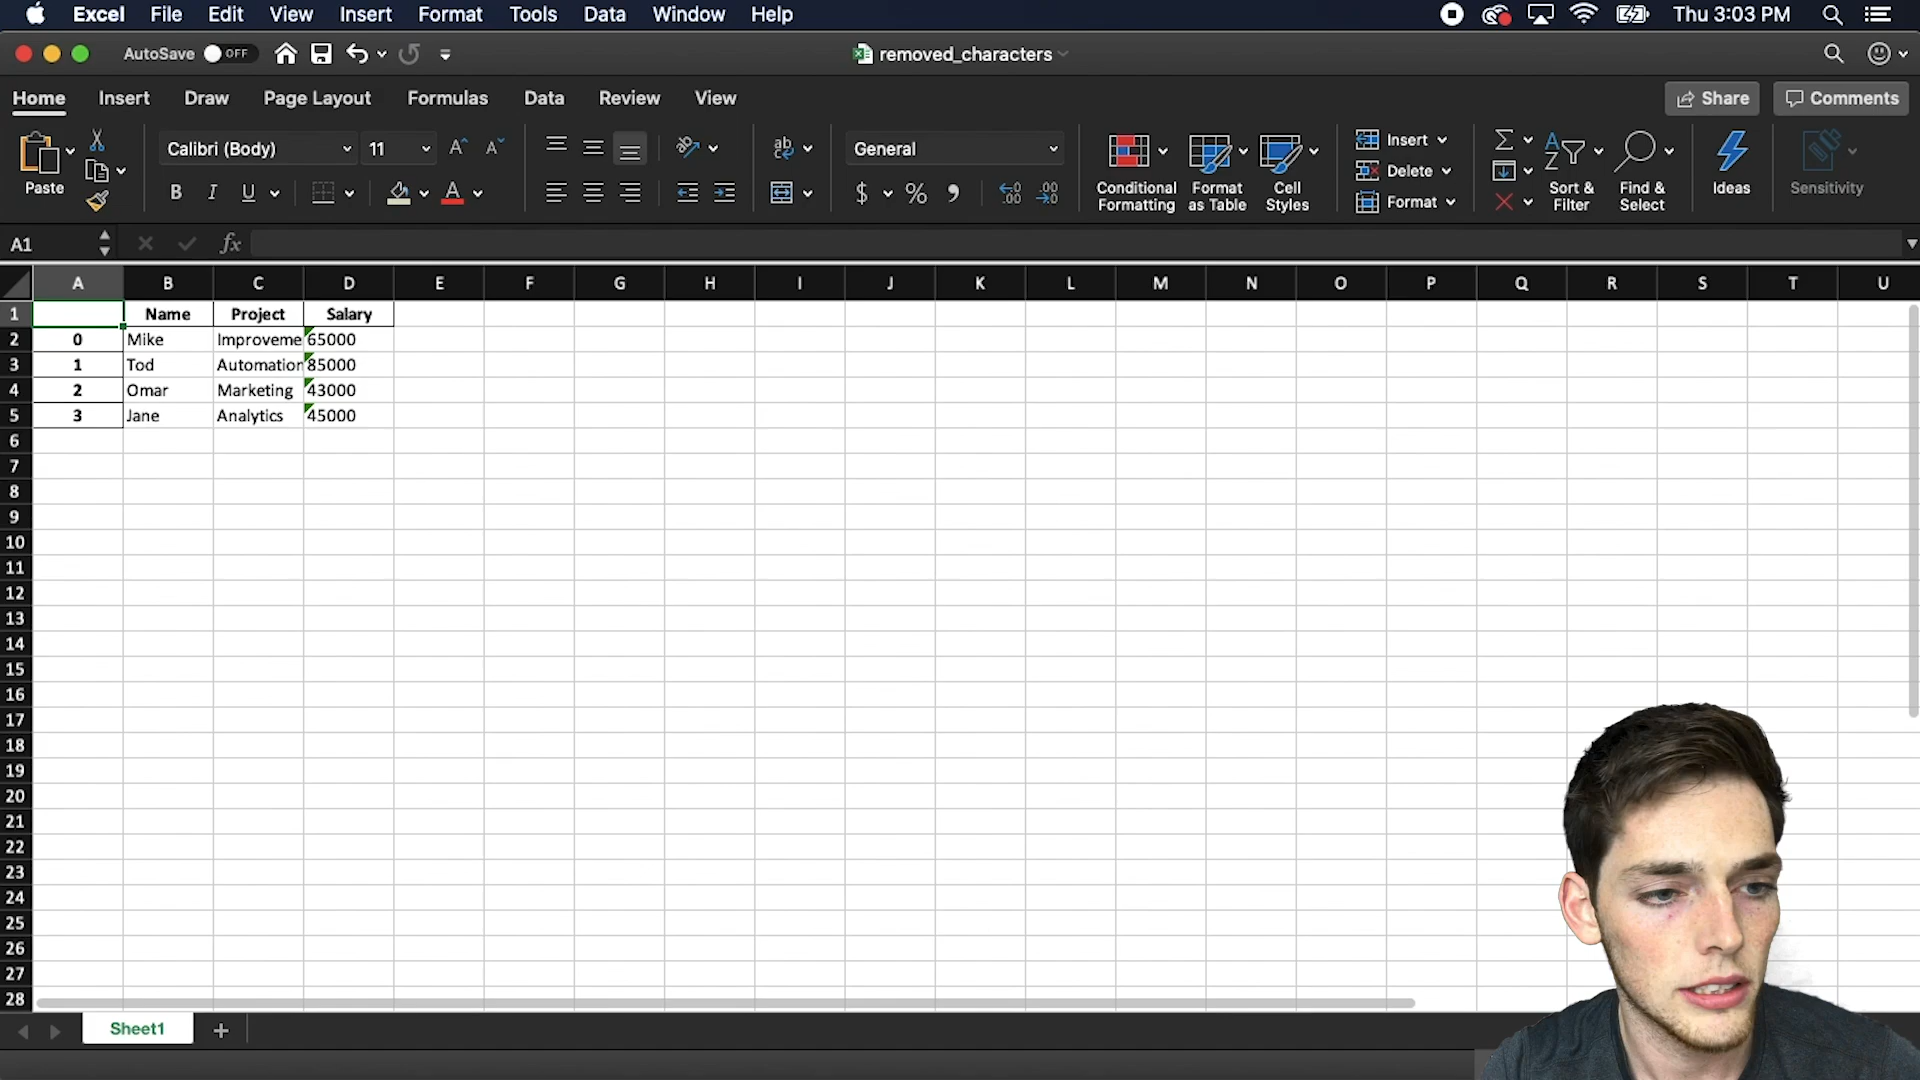 Excel File Edit View Insert Format Tools Data Window Help Thu 3:03 PM
AutoSave OFF removed_characters
Home Insert Draw Page Layout Formulas Data Review View Share Comments
Paste Calibri (Body) 11 General Conditional Formatting Format as Table Cell Styles Insert Delete Format Sort & Filter Find & Select Ideas Sensitivity
A1 fx
A B C D E F G H I J K L M N O P Q R S T U
1 Name Project Salary
2 0 Mike Improveme 65000
3 1 Tod Automation 85000
4 2 Omar Marketing 43000
5 3 Jane Analytics 45000
6
7
8
9
10
11
12
13
14
15
16
17
18
19
20
21
22
23
24
25
26
27
28
Sheet1